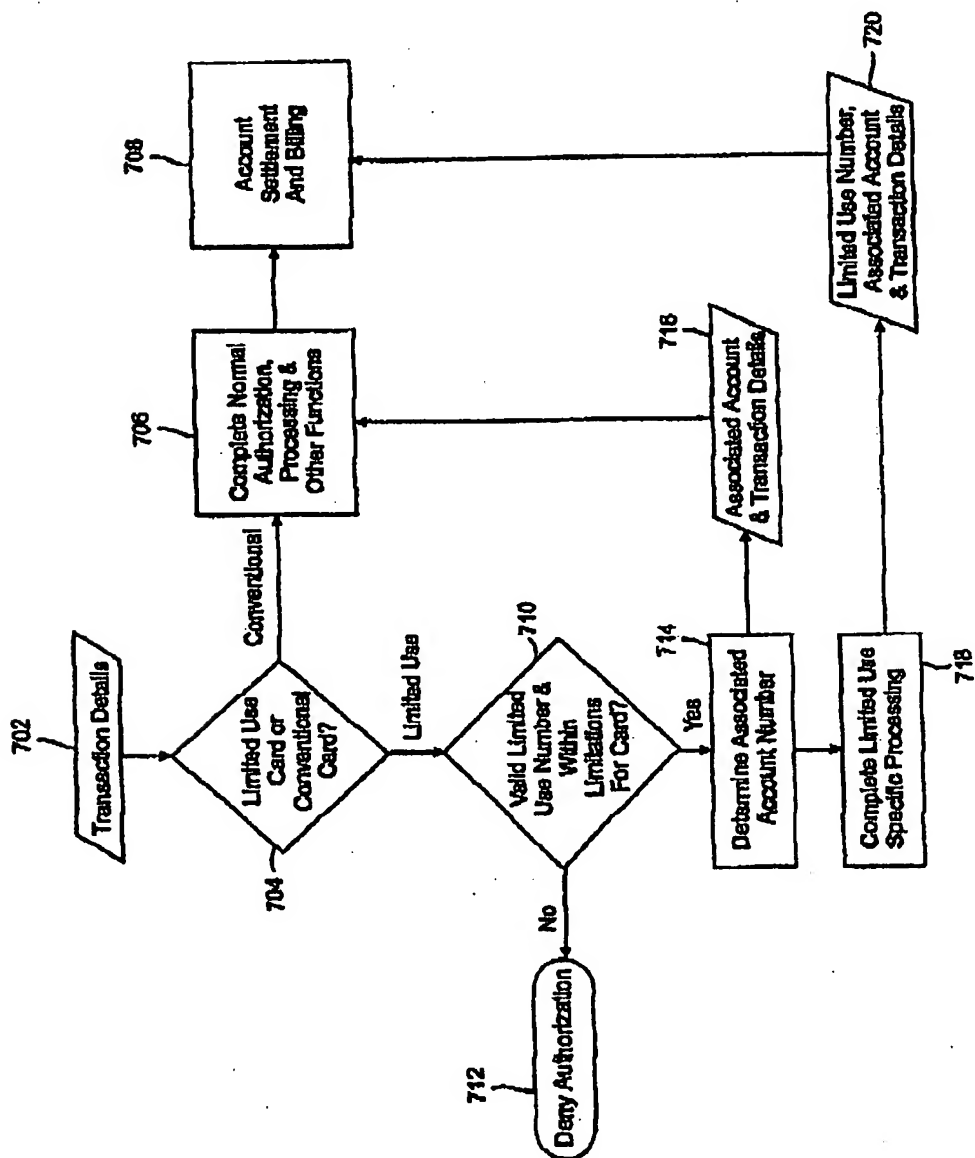 702
Transaction Details
704
Limited Use
Card or
Conventional
Card?
Conventional
706
Complete Normal
Authorization,
Processing &
Other Functions
708
Account
Settlement
And Billing
Limited Use
710
Valid Limited
Use Number &
Within
Limitations
For Card?
No
712
Deny Authorization
Yes
714
Determine Associated
Account Number
716
Associated Account
& Transaction Details
Complete Limited Use
Specific Processing
718
720
Limited Use Number,
Associated Account
& Transaction Details